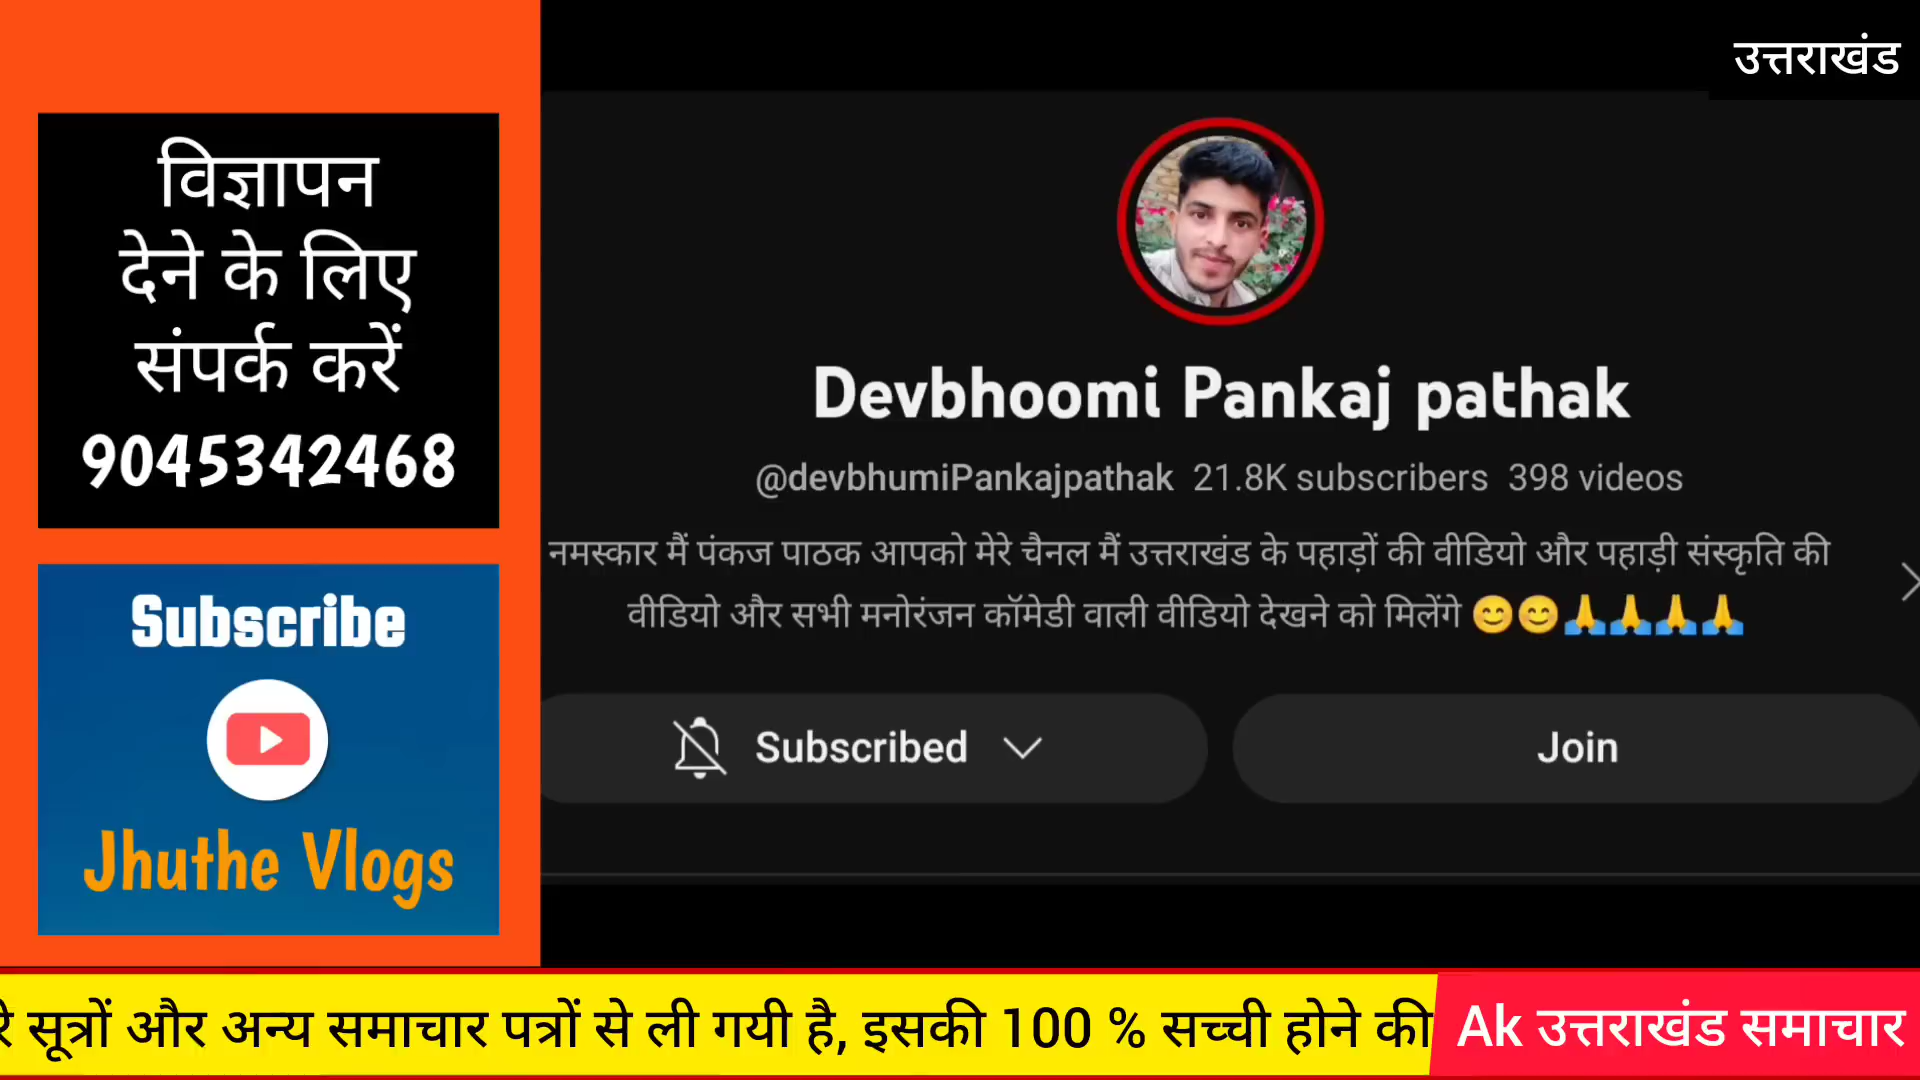 उत्तराखंड
विज्ञापन
देने के लिए
संपर्क करें
9045342468
Subscribe
Jhuthe Vlogs
Devbhoomi Pankaj pathak
@devbhumiPankajpathak 21.8K subscribers 398 videos
नमस्कार मैं पंकज पाठक आपको मेरे चैनल मैं उत्तराखंड के पहाड़ों की वीडियो और पहाड़ी संस्कृति की
वीडियो और सभी मनोरंजन कॉमेडी वाली वीडियो देखने को मिलेंगे 😊😊🙏🙏🙏🙏
Subscribed
Join
सूत्रों और अन्य समाचार पत्रों से ली गयी है, इसकी 100 % सच्ची होने की
Ak उत्तराखंड समाचार